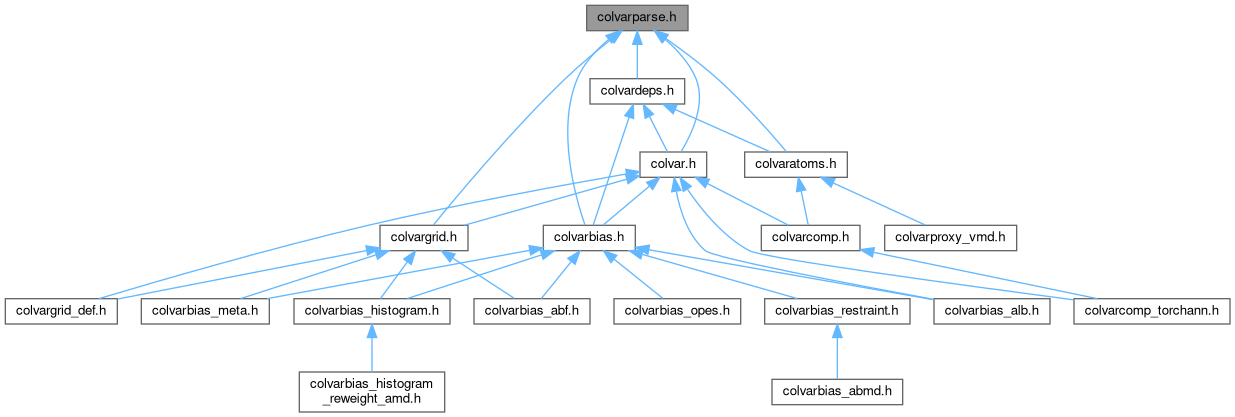 colvarparse.h
colvardeps.h
colvar.h
colvaratoms.h
colvargrid.h
colvarbias.h
colvarcomp.h
colvarproxy_vmd.h
colvargrid_def.h
colvarbias_meta.h
colvarbias_histogram.h
colvarbias_abf.h
colvarbias_opes.h
colvarbias_restraint.h
colvarbias_alb.h
colvarcomp_torchann.h
colvarbias_histogram
_reweight_amd.h
colvarbias_abmd.h